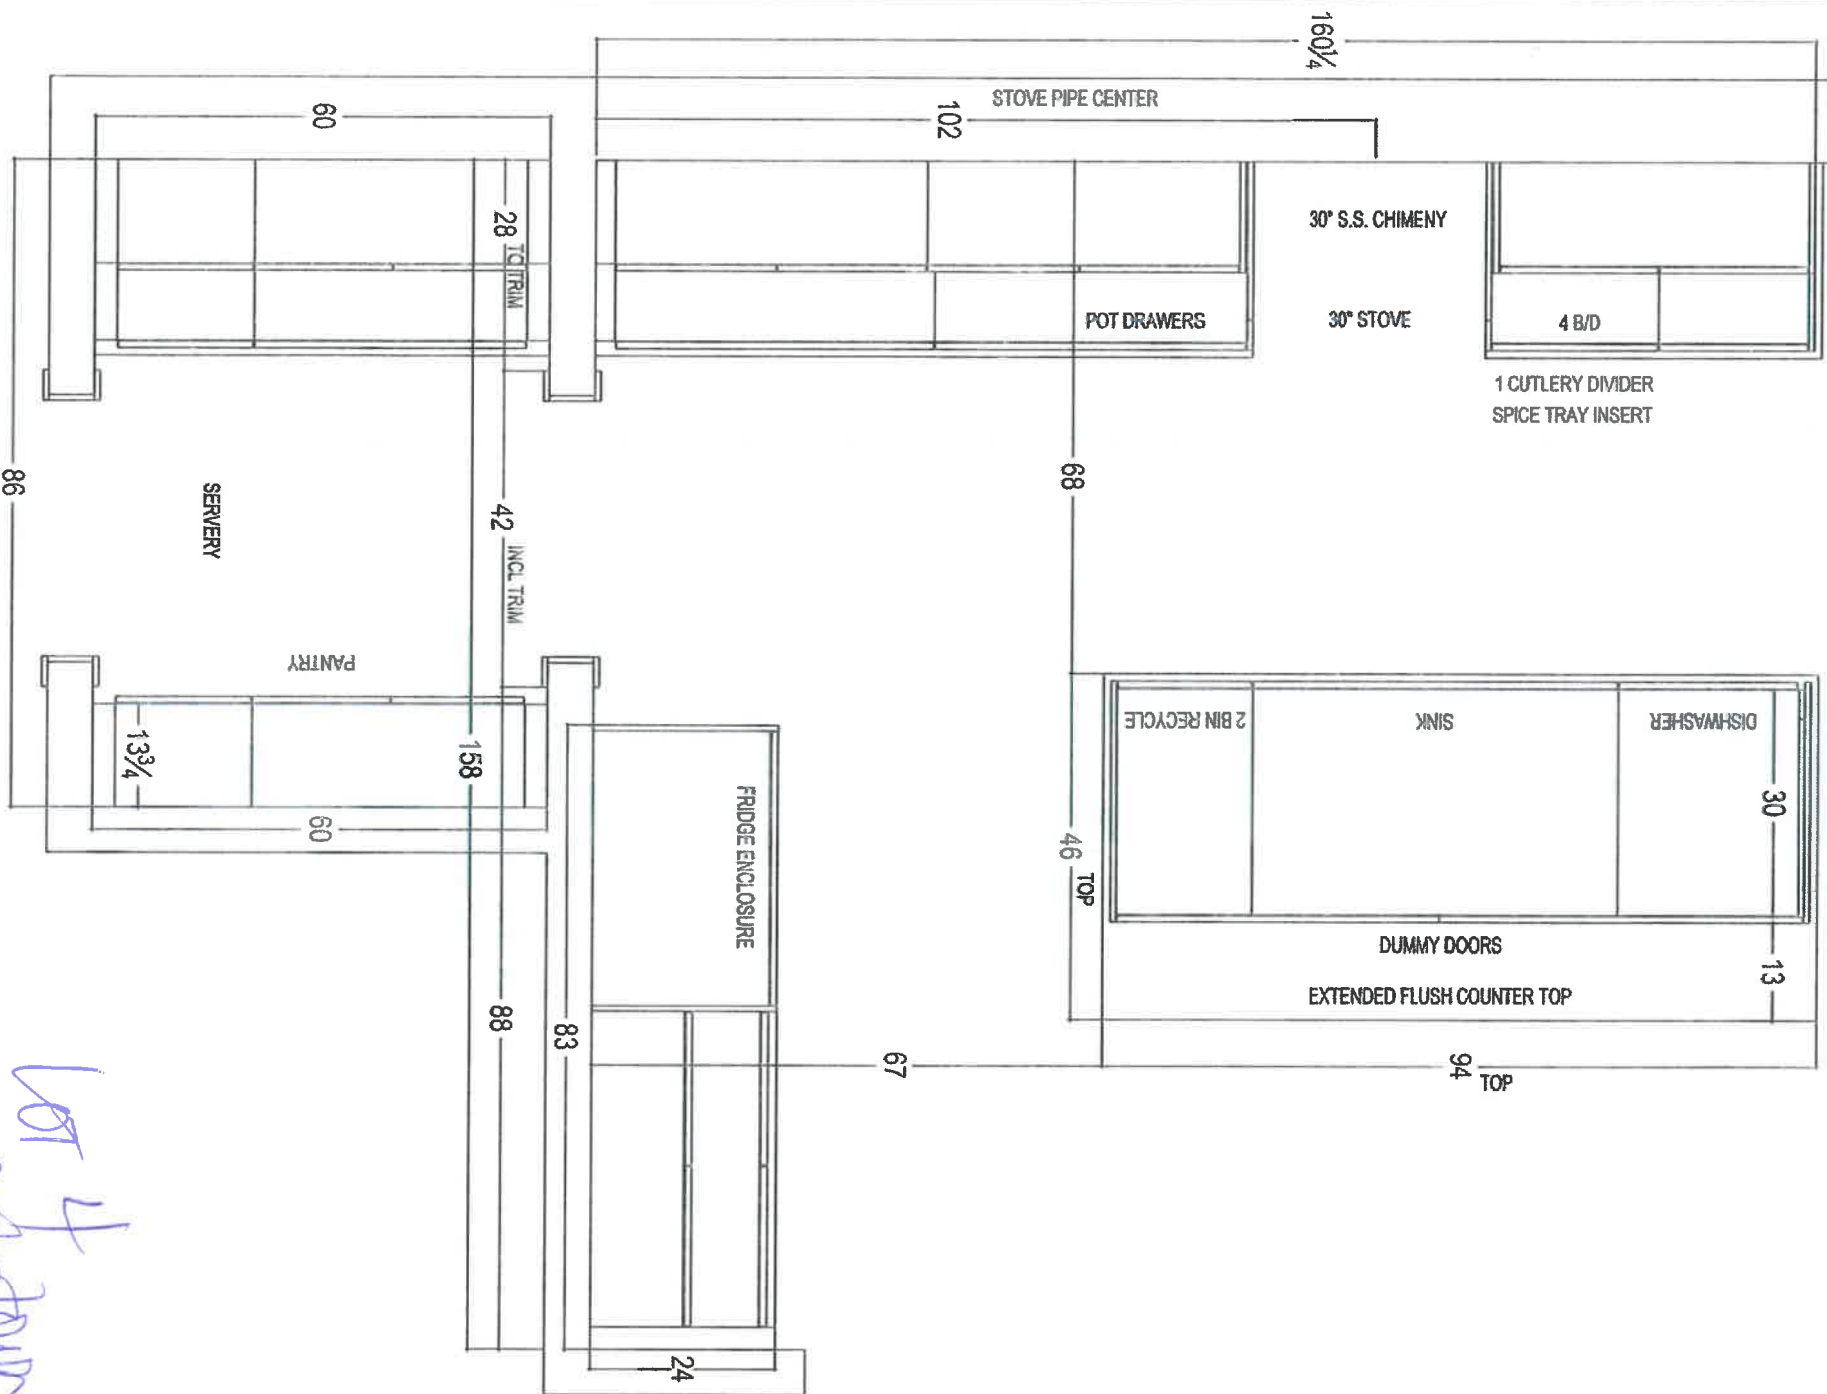 160¼
STOVE PIPE CENTER
102
60
30" S.S. CHIMENY
28 TO TRIM
POT DRAWERS
30" STOVE
4 B/D
1 CUTLERY DIVIDER
SPICE TRAY INSERT
68
86
SERVERY
42 INCL TRIM
PANTRY
2 BIN RECYCLE
SINK
DISHWASHER
13¾
158
30
60
FRIDGE ENCLOSURE
46 TOP
DUMMY DOORS
13
EXTENDED FLUSH COUNTER TOP
88
83
67
94 TOP
24
LOT 4